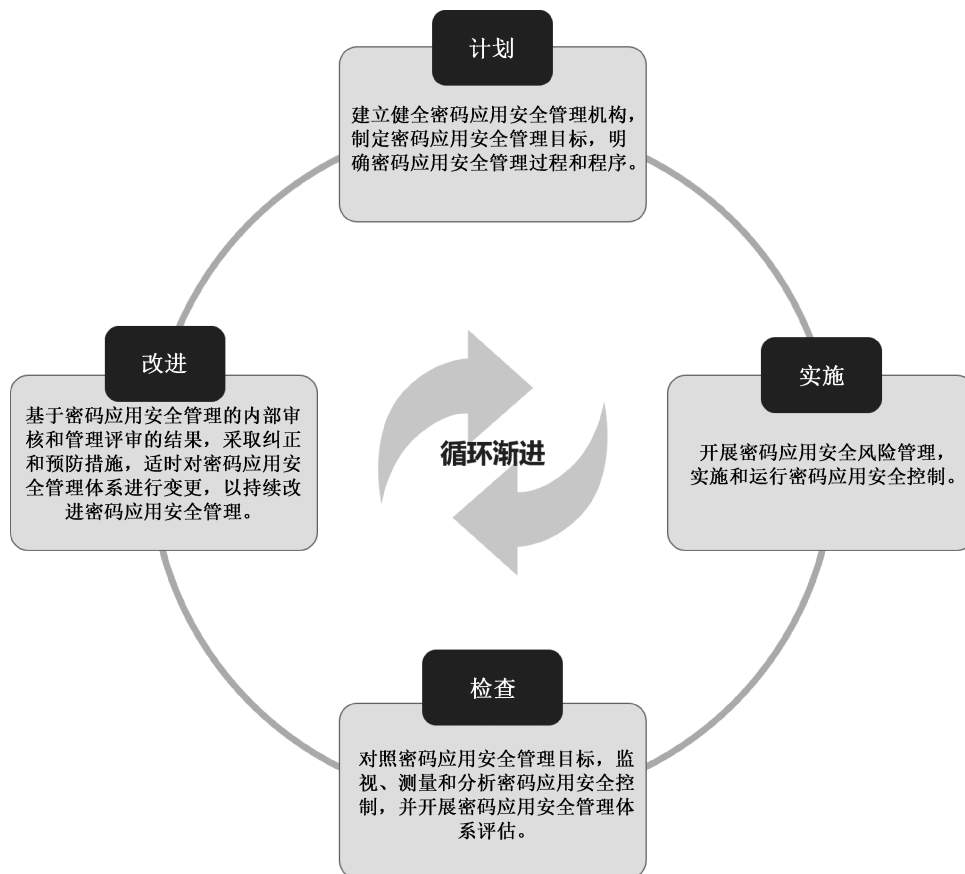 计划
建立健全密码应用安全管理机构，
制定密码应用安全管理目标，明
确密码应用安全管理过程和程序。
改进
基于密码应用安全管理的内部审
核和管理评审的结果，采取纠正
和预防措施，适时对密码应用安
全管理体系进行变更，以持续改
进密码应用安全管理。
循环渐进
实施
开展密码应用安全风险管理，
实施和运行密码应用安全控制。
检查
对照密码应用安全管理目标，监
视、测量和分析密码应用安全控
制，并开展密码应用安全管理体
系评估。